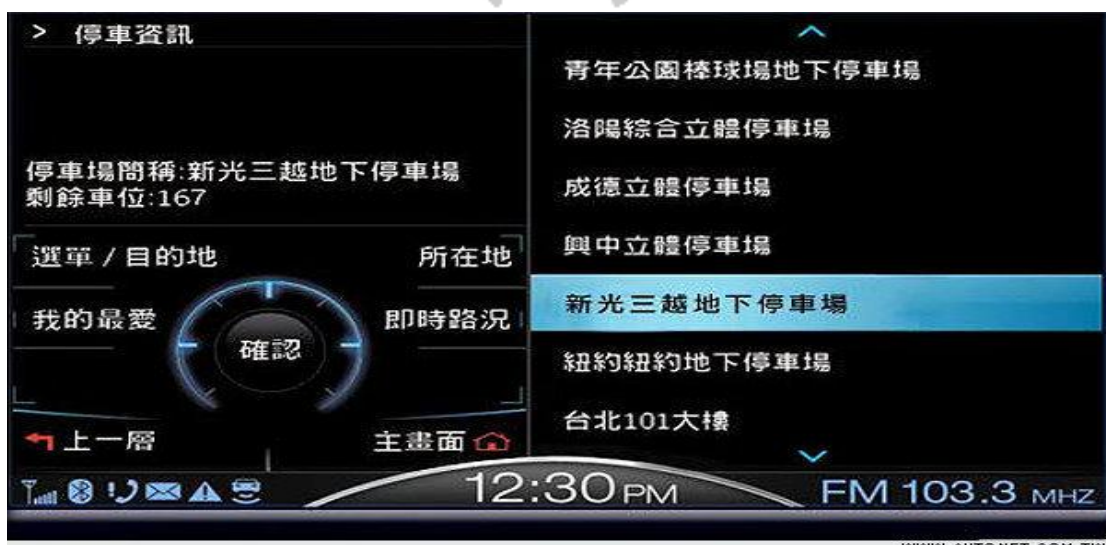 > 停車資訊
停車場簡稱:新光三越地下停車場
剩餘車位:167
選單 / 目的地
所在地
我的最愛
即時路況
確認
上一層
主畫面
青年公園棒球場地下停車場
洛陽綜合立體停車場
成德立體停車場
興中立體停車場
新光三越地下停車場
紐約紐約地下停車場
台北101大樓
12:30 PM
FM 103.3 MHZ